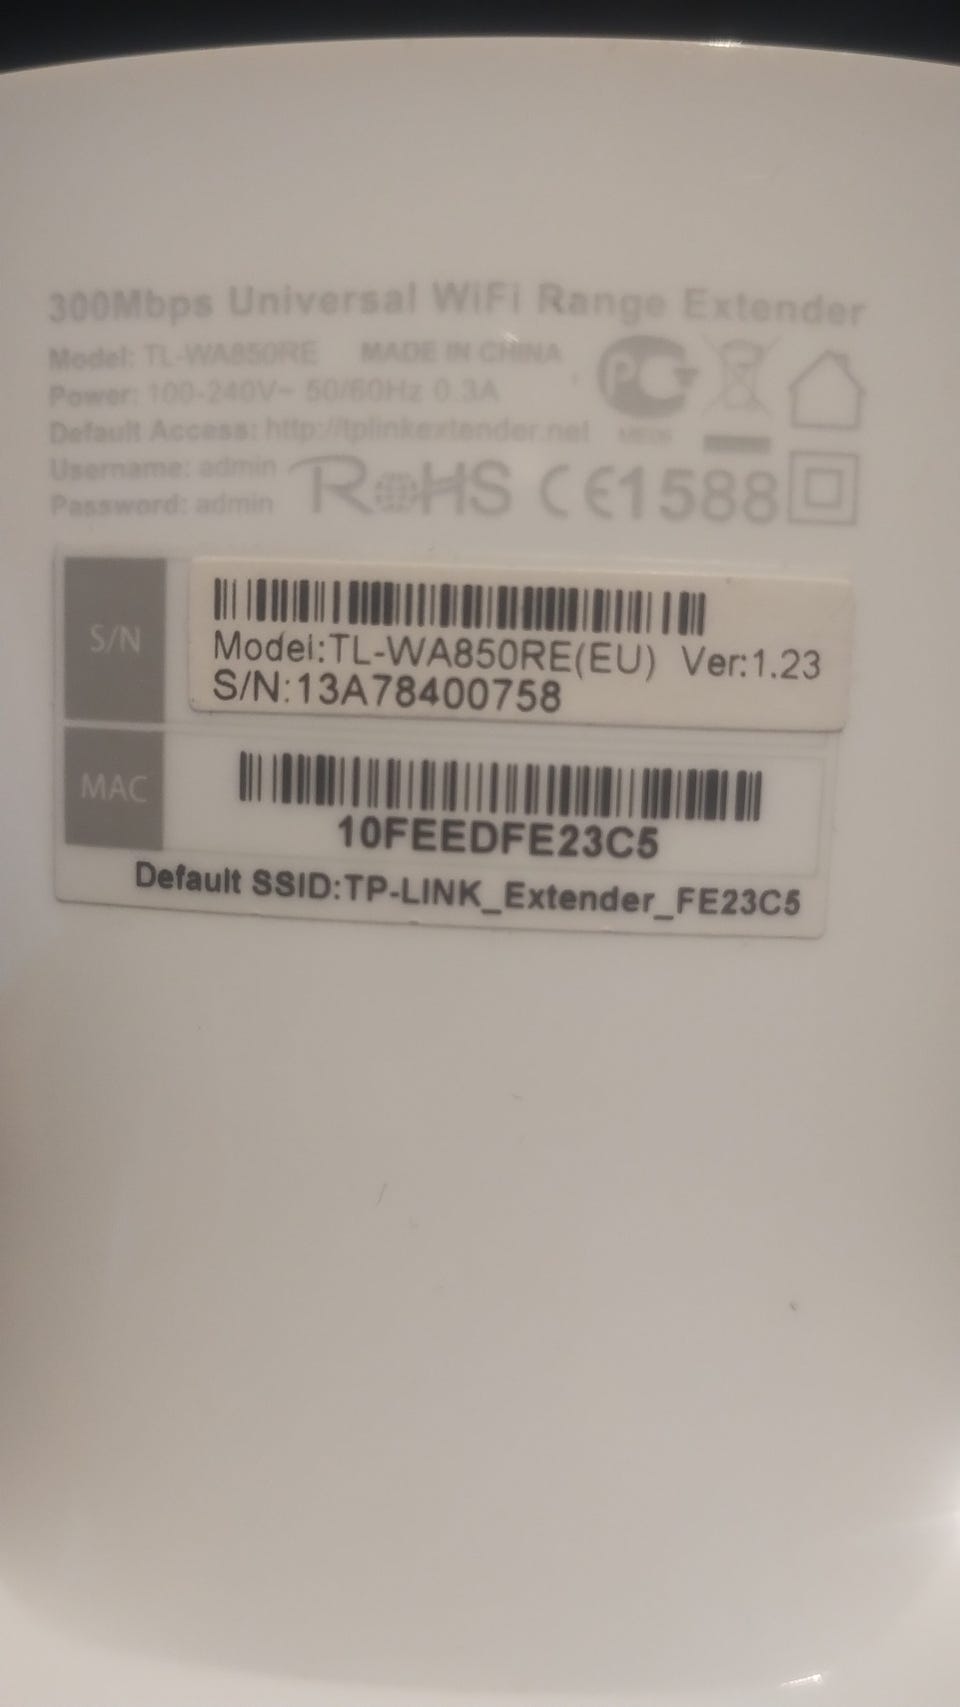 300Mbps Universal WiFi Range Extender
Model: TL-WA850RE MADE IN CHINA
Power: 100-240V~ 50/60Hz 0.3A
Default Access: http://tplinkextender.net
Username: admin
Password: admin
RoHS CE1588
S/N
Model:TL-WA850RE(EU) Ver:1.23
S/N:13A78400758
MAC
10FEEDFE23C5
Default SSID:TP-LINK_Extender_FE23C5